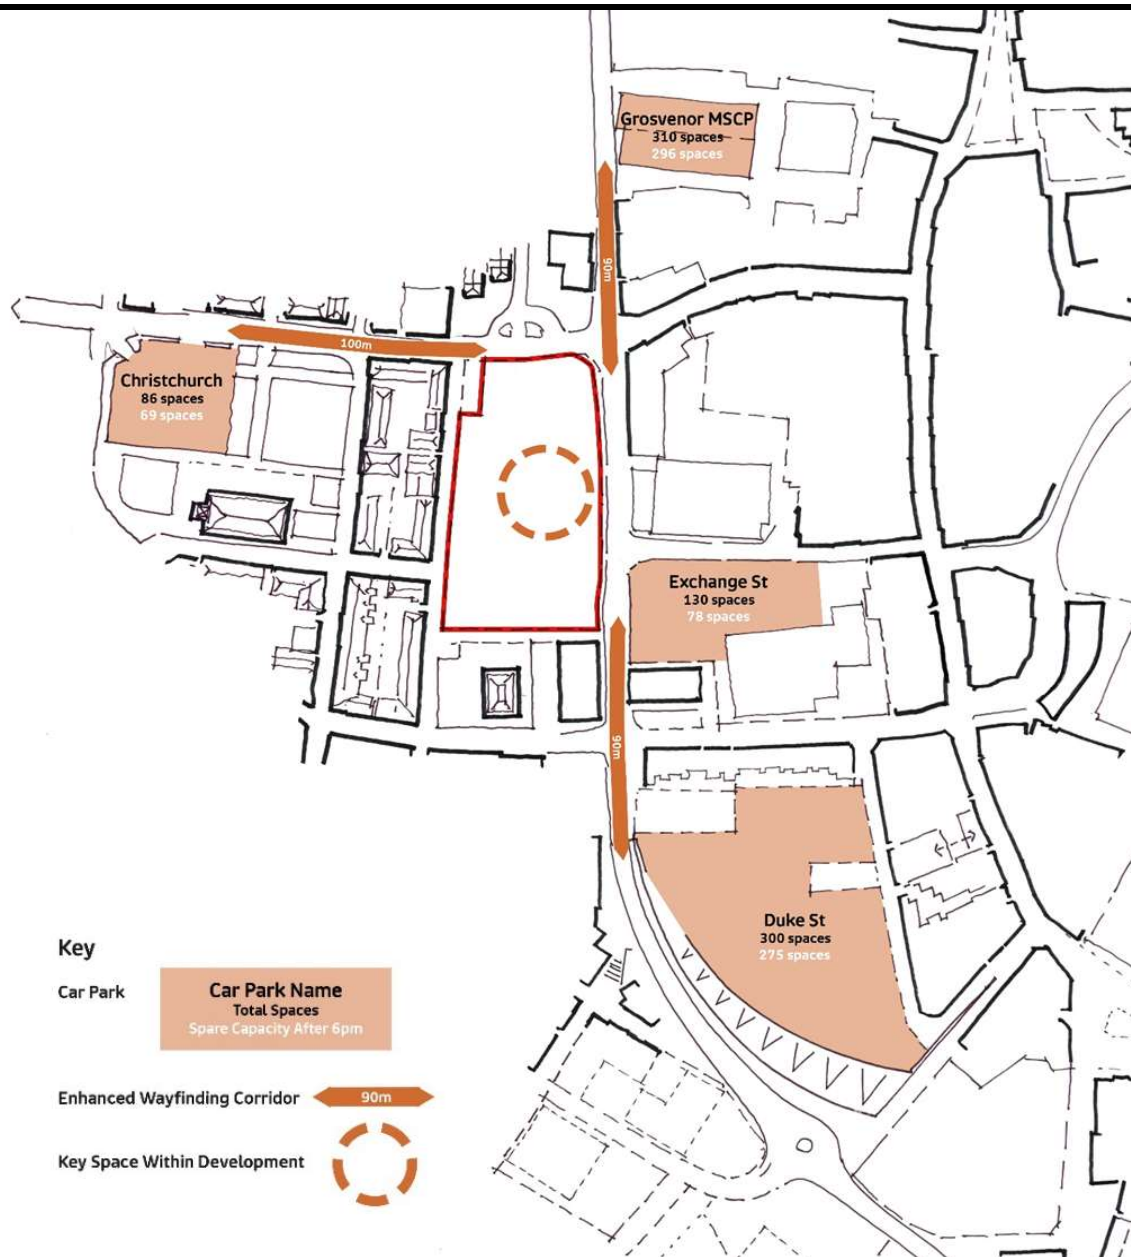 Grosvenor MSCP
310 spaces
296 spaces
90m
100m
Christchurch
86 spaces
69 spaces
Exchange St
130 spaces
78 spaces
90m
Duke St
300 spaces
275 spaces
Key
Car Park
Car Park Name
Total Spaces
Spare Capacity After 6pm
Enhanced Wayfinding Corridor
90m
Key Space Within Development